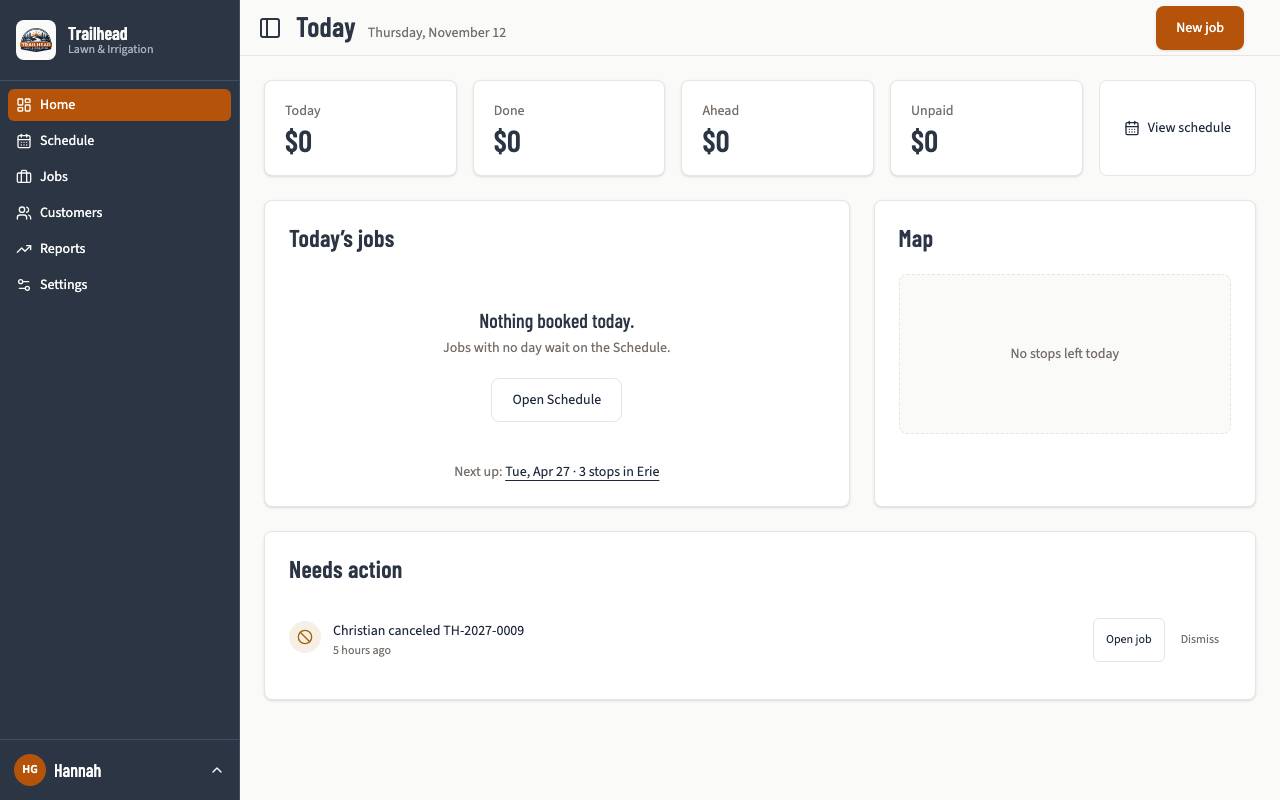 Trailhead
Lawn & Irrigation
Home
Schedule
Jobs
Customers
Reports
Settings
HG
Hannah
Today
Thursday, November 12
New job
Today
$0
Done
$0
Ahead
$0
Unpaid
$0
View schedule
Today’s jobs
Nothing booked today.
Jobs with no day wait on the Schedule.
Open Schedule
Next up: Tue, Apr 27 · 3 stops in Erie
Map
No stops left today
Needs action
Christian canceled TH-2027-0009
5 hours ago
Open job
Dismiss